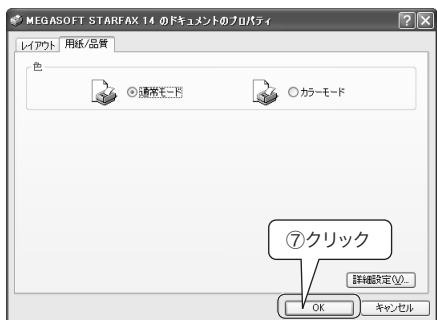 MEGASOFT STARFAX 14 のドキュメントのプロパティ
レイアウト 用紙/品質
色
通常モード カラーモード
⑦クリック
詳細設定(V)...
OK キャンセル